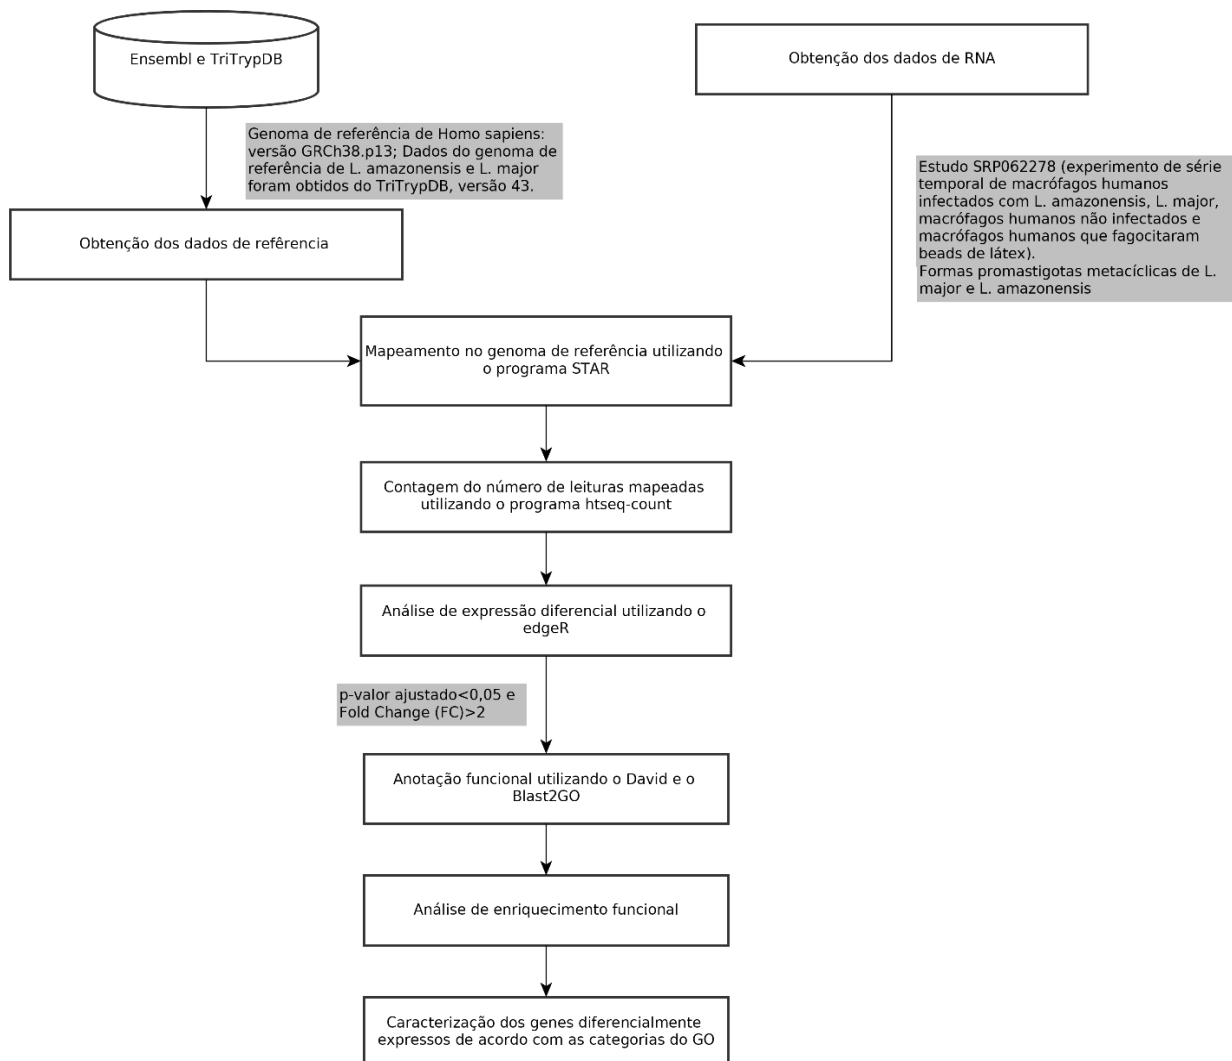 Ensembl e TriTrypDB
Obtenção dos dados de RNA
Genoma de referência de Homo sapiens:
versão GRCh38.p13; Dados do genoma de
referência de L. amazonensis e L. major
foram obtidos do TriTrypDB, versão 43.
Estudo SRP062278 (experimento de série
temporal de macrófagos humanos
infectados com L. amazonensis, L. major,
macrófagos humanos não infectados e
macrófagos humanos que fagocitaram
beads de látex).
Formas promastigotas metacíclicas de L.
major e L. amazonensis
Obtenção dos dados de refêrencia
Mapeamento no genoma de referência utilizando
o programa STAR
Contagem do número de leituras mapeadas
utilizando o programa htseq-count
Análise de expressão diferencial utilizando o
edgeR
p-valor ajustado<0,05 e
Fold Change (FC)>2
Anotação funcional utilizando o David e o
Blast2GO
Análise de enriquecimento funcional
Caracterização dos genes diferencialmente
expressos de acordo com as categorias do GO